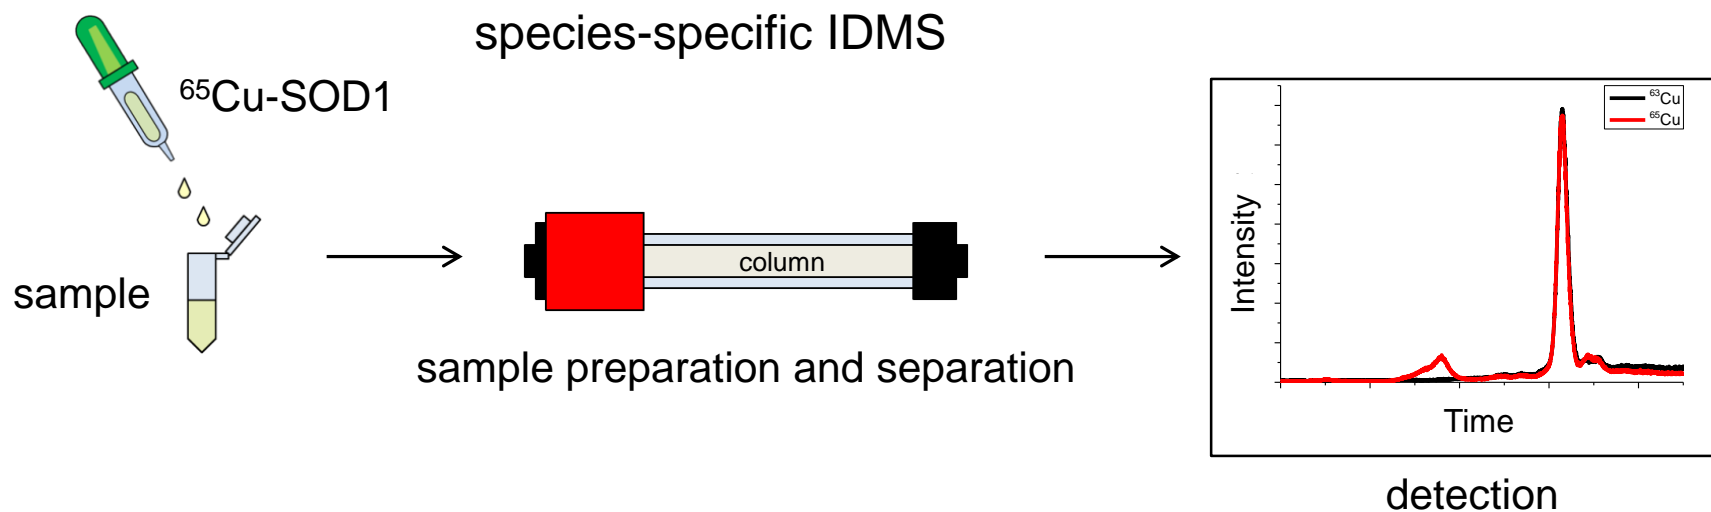 species-specific IDMS
⁶⁵Cu-SOD1
sample
column
sample preparation and separation
⁶³Cu
⁶⁵Cu
Intensity
Time
detection